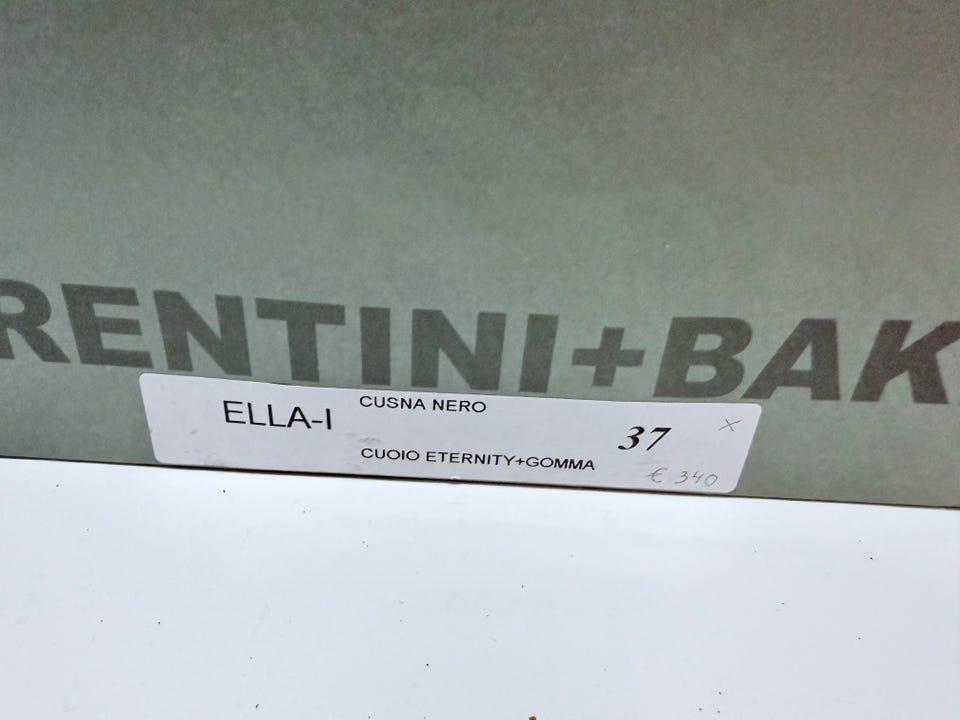 RENTINI+BAK
ELLA-I
CUSNA NERO
37
X
CUOIO ETERNITY+GOMMA
€ 340